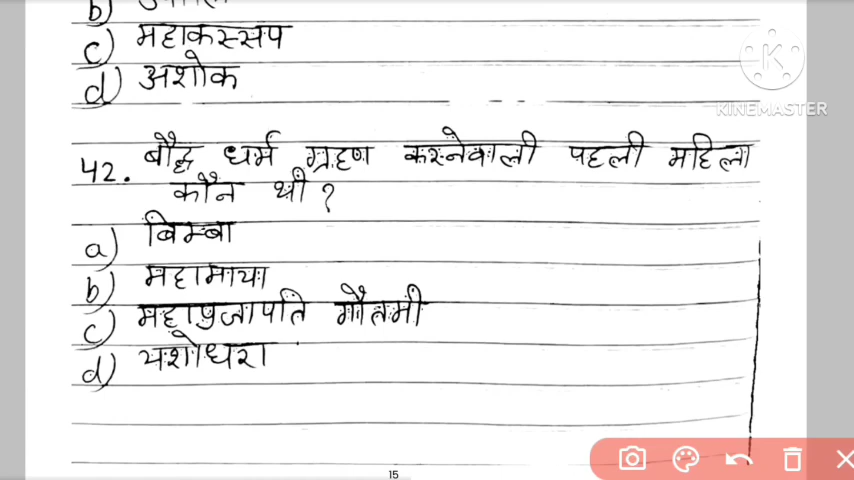 b)
c) महाकस्सप
d) अशोक
KINEMASTER
42. बौद्ध धर्म ग्रहण करनेवाली पहली महिला
कौन थी ?
a) बिम्बा
b) महामाया
c) महाप्रजापति गौतमी
d) यशोधरा
15